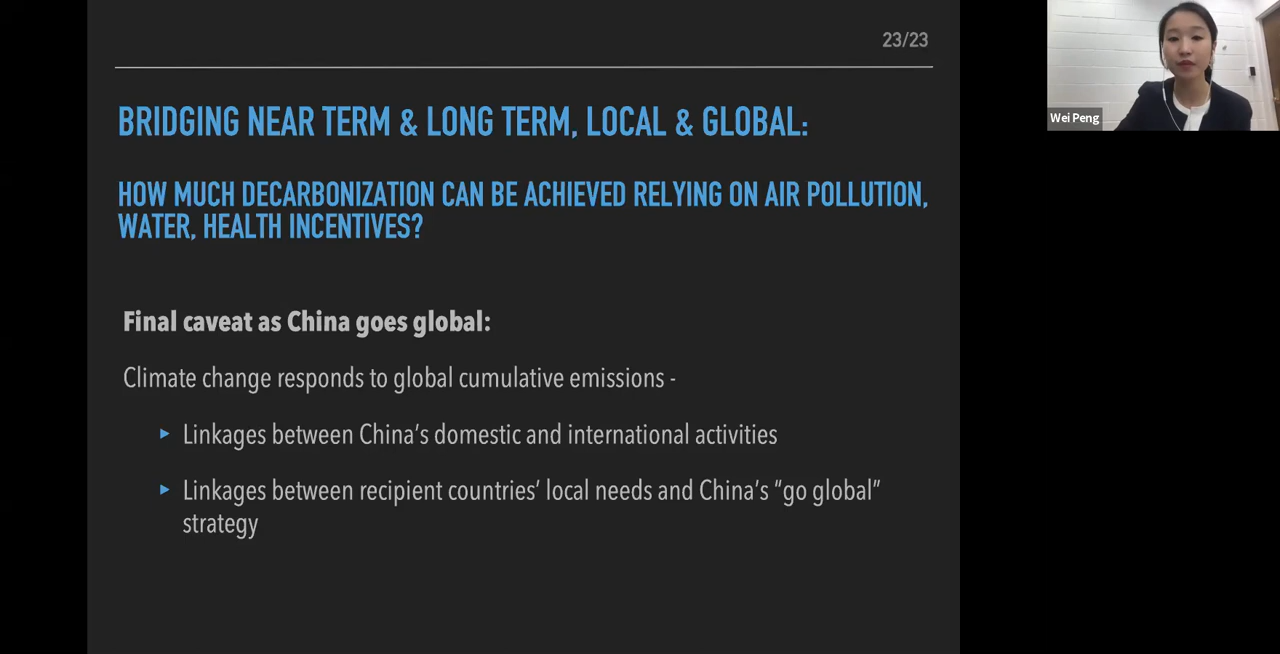 23/23
BRIDGING NEAR TERM & LONG TERM, LOCAL & GLOBAL:
HOW MUCH DECARBONIZATION CAN BE ACHIEVED RELYING ON AIR POLLUTION,
WATER, HEALTH INCENTIVES?
Final caveat as China goes global:
Climate change responds to global cumulative emissions -
▸ Linkages between China’s domestic and international activities
▸ Linkages between recipient countries’ local needs and China’s “go global”
strategy
Wei Peng